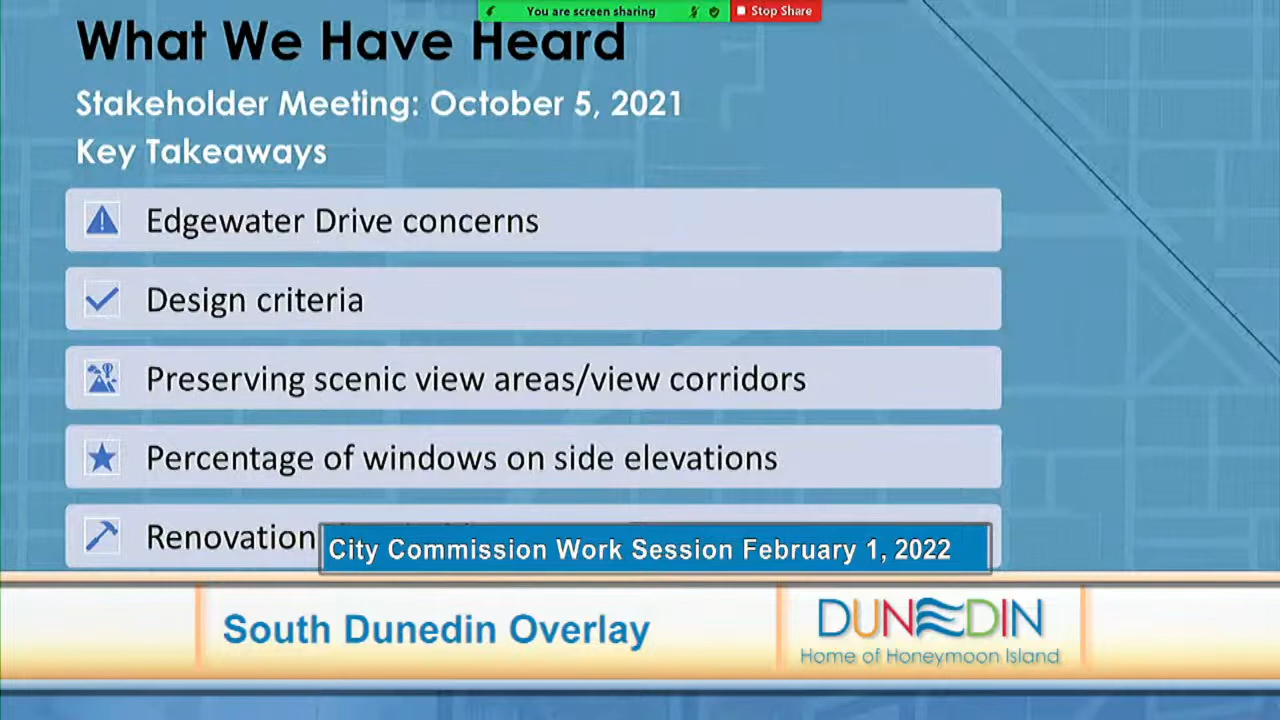 You are screen sharing
Stop Share
What We Have Heard
Stakeholder Meeting: October 5, 2021
Key Takeaways
Edgewater Drive concerns
Design criteria
Preserving scenic view areas/view corridors
Percentage of windows on side elevations
Renovation
City Commission Work Session February 1, 2022
South Dunedin Overlay
DUNEDIN
Home of Honeymoon Island